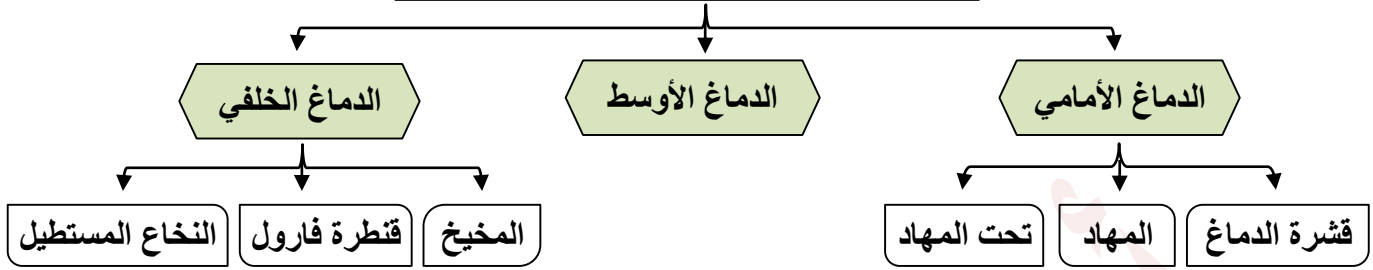 الدماغ الأمامي
الدماغ الأوسط
الدماغ الخلفي
قشرة الدماغ
المهاد
تحت المهاد
المخيخ
قنطرة فارول
النخاع المستطيل